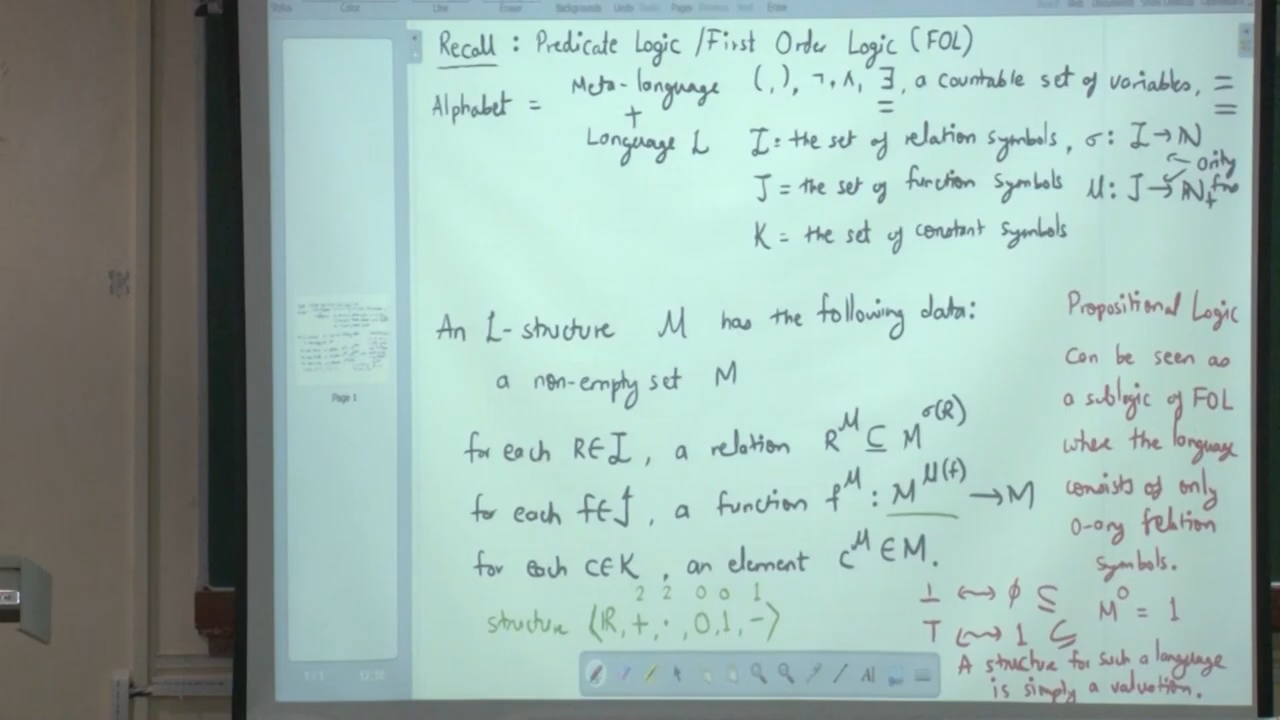 Recall : Predicate Logic / First Order Logic (FOL)
Alphabet = Meta-language (,), ¬, ∧, ∃, a countable set of variables, =
+
Language L I = the set of relation symbols, σ: I → ℕ
J = the set of function symbols μ: J → ℕ₊
K = the set of constant symbols
An L-structure M has the following data:
a non-empty set M
for each R∈I, a relation R^M ⊆ M^σ(R)
for each f∈J, a function f^M : M^μ(f) → M
for each c∈K, an element c^M ∈ M.
2 2 0 0 1
structure (ℝ, +, ·, 0, 1, −)
Propositional Logic
Can be seen as
a sublogic of FOL
where the language
consists of only
0-ary relation
symbols.
⊥ ↔ ∅ ⊆
M⁰ = 1
T ↔ 1 ⊆
A structure for such a language
is simply a valuation.
Page 1